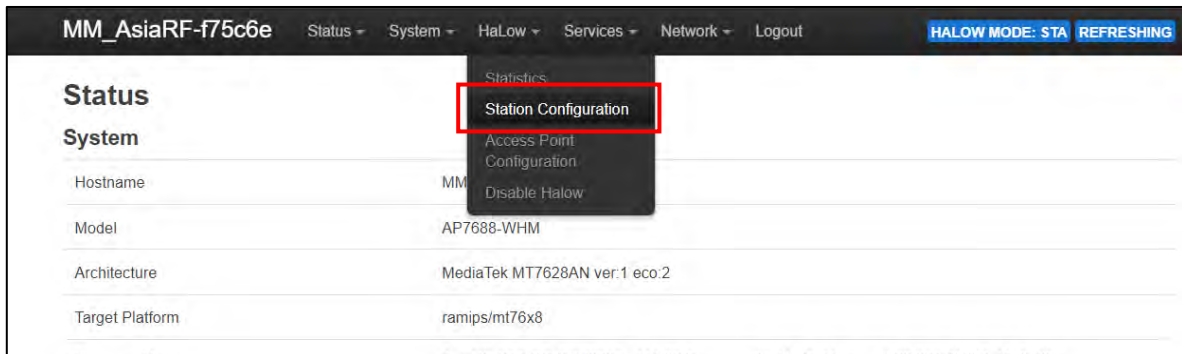 MM_AsiaRF-f75c6e Status System HaLow Services Network Logout HALOW MODE: STA REFRESHING
Statistics
Status
Station Configuration
System
Access Point
Configuration
Hostname MM
Disable Halow
Model AP7688-WHM
Architecture MediaTek MT7628AN ver:1 eco:2
Target Platform ramips/mt76x8